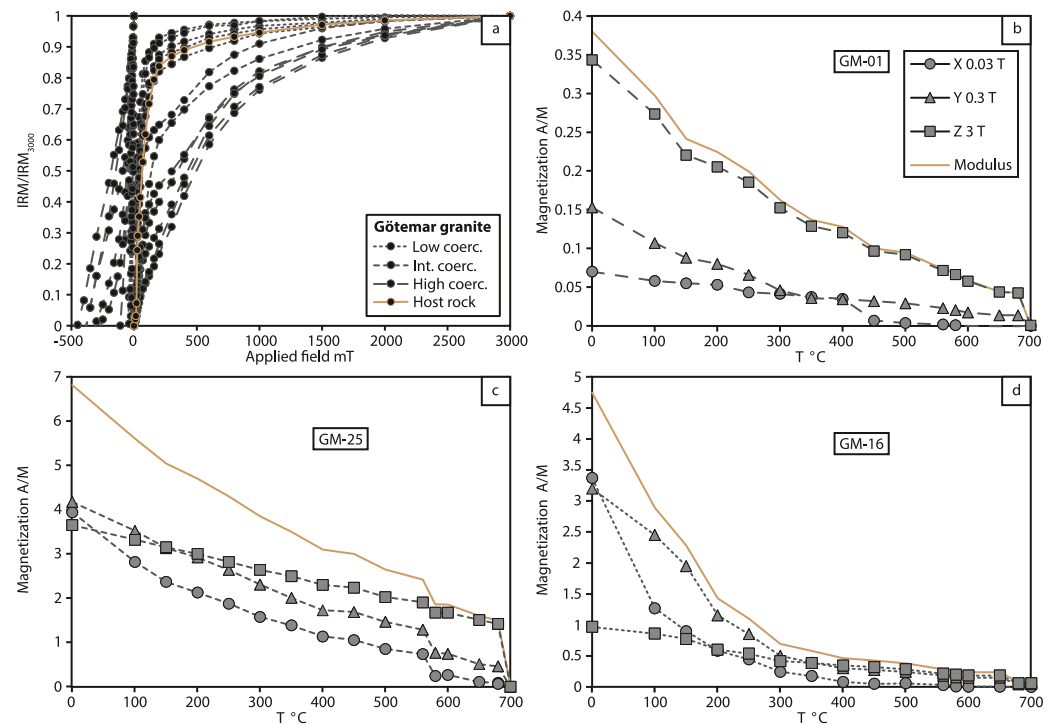 a
1
0.9
0.8
0.7
0.6
0.5
0.4
0.3
0.2
0.1
0
IRM/IRM3000
-500 0 500 1000 1500 2000 2500 3000
Applied field mT
Götemar granite
Low coerc.
Int. coerc.
High coerc.
Host rock
b
GM-01
0.4
0.35
0.3
0.25
0.2
0.15
0.1
0.05
0
Magnetization A/M
0 100 200 300 400 500 600 700
T °C
X 0.03 T
Y 0.3 T
Z 3 T
Modulus
c
GM-25
7
6
5
4
3
2
1
0
Magnetization A/M
0 100 200 300 400 500 600 700
T °C
d
GM-16
5
4.5
4
3.5
3
2.5
2
1.5
1
0.5
0
Magnetization A/M
0 100 200 300 400 500 600 700
T °C